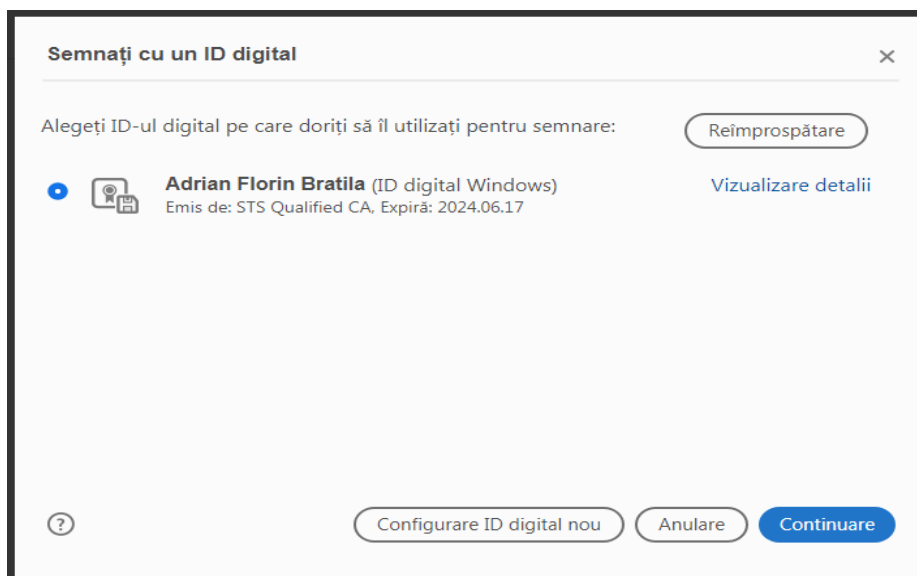 Semnați cu un ID digital
Alegeți ID-ul digital pe care doriți să îl utilizați pentru semnare:
Reîmprospătare
Adrian Florin Bratila (ID digital Windows)
Vizualizare detalii
Emis de: STS Qualified CA, Expiră: 2024.06.17
Configurare ID digital nou
Anulare
Continuare